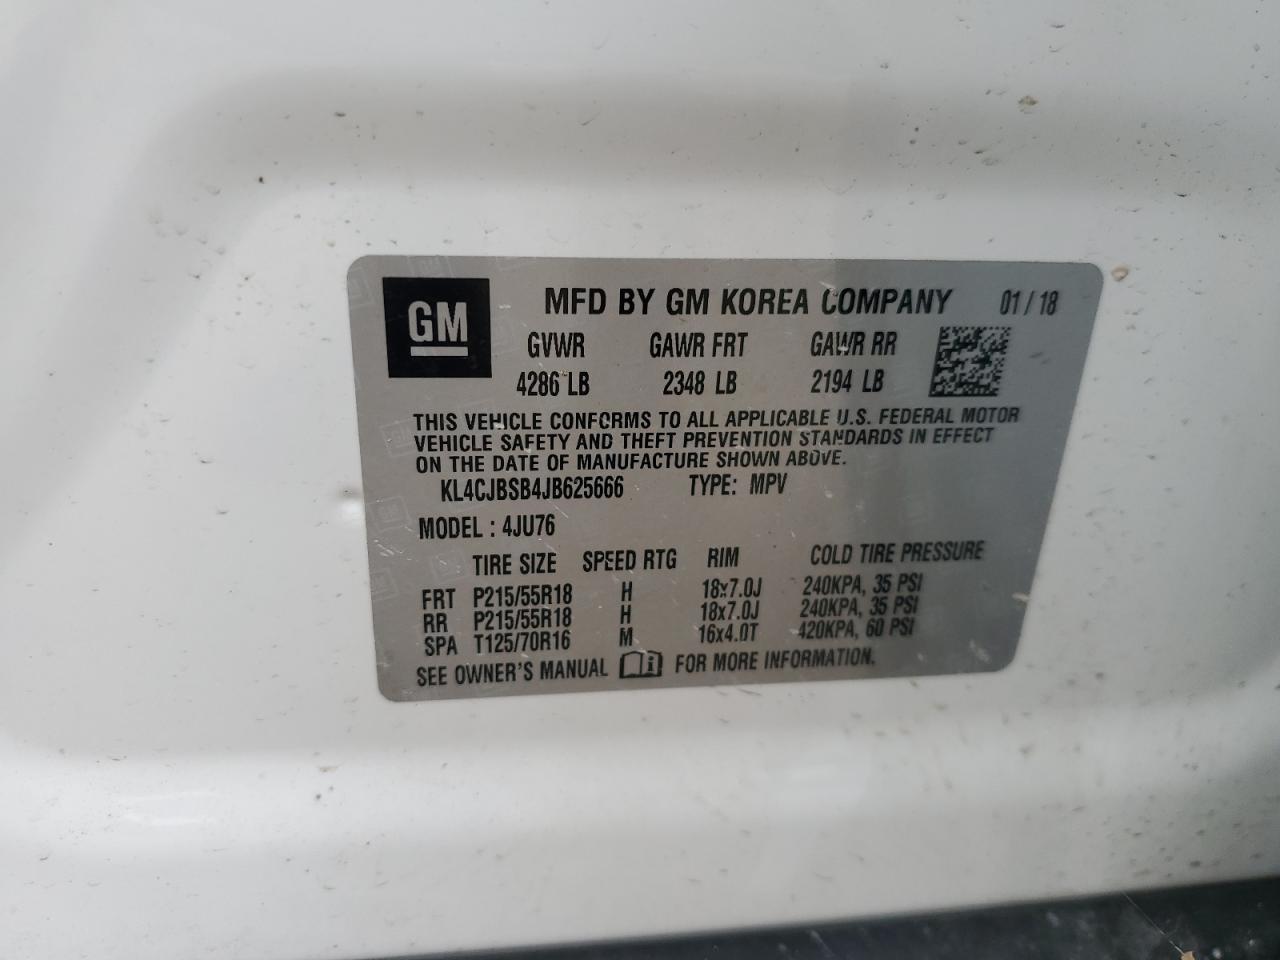 GM
MFD BY GM KOREA COMPANY 01 / 18
GVWR GAWR FRT GAWR RR
4286 LB 2348 LB 2194 LB
THIS VEHICLE CONFORMS TO ALL APPLICABLE U.S. FEDERAL MOTOR
VEHICLE SAFETY AND THEFT PREVENTION STANDARDS IN EFFECT
ON THE DATE OF MANUFACTURE SHOWN ABOVE.
KL4CJBSB4JB625666 TYPE: MPV
MODEL : 4JU76
TIRE SIZE SPEED RTG RIM COLD TIRE PRESSURE
FRT P215/55R18 H 18x7.0J 240KPA, 35 PSI
RR P215/55R18 H 18x7.0J 240KPA, 35 PSI
SPA T125/70R16 M 16x4.0T 420KPA, 60 PSI
SEE OWNER'S MANUAL i FOR MORE INFORMATION.